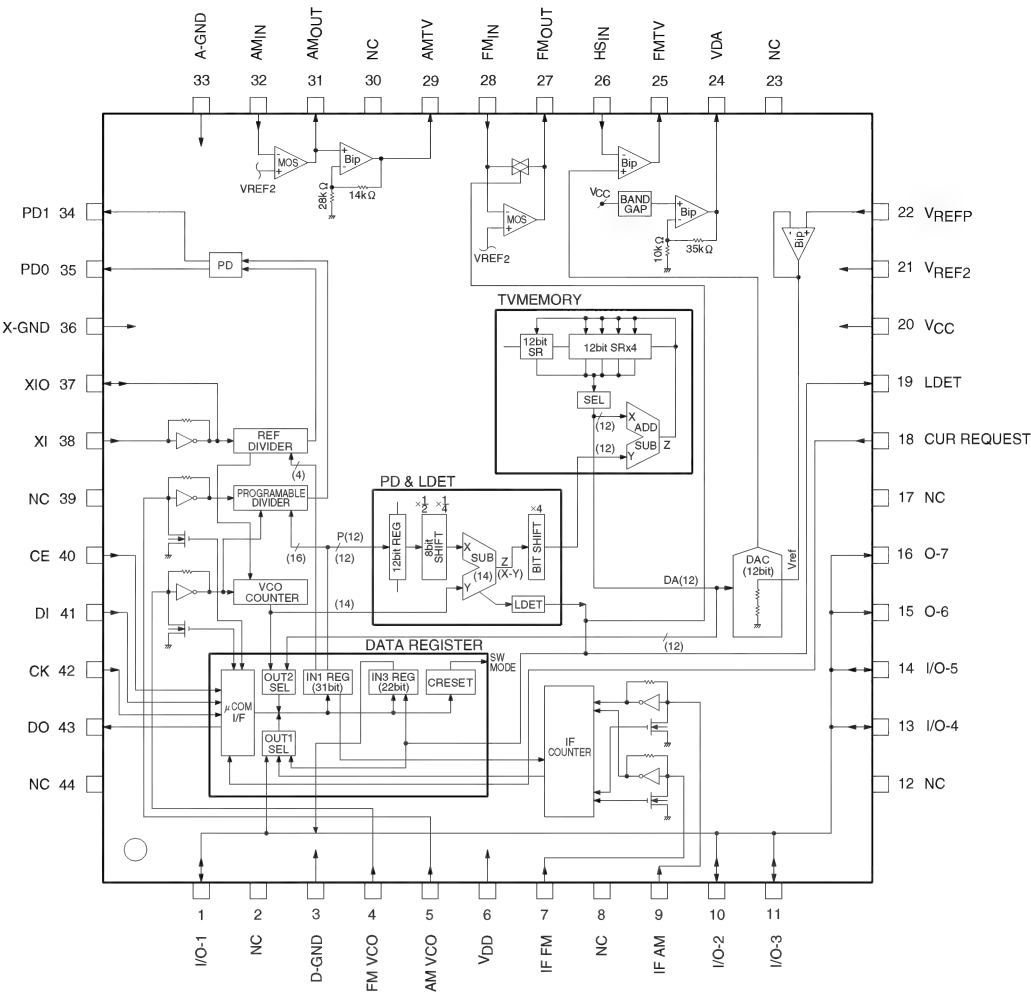 A-GND
AMIN
AMOUT
NC
AMTV
FMIN
FMOUT
HSIN
FMTV
VDA
NC
33
32
31
30
29
28
27
26
25
24
23
MOS
VREF2
Bip
28kΩ
14kΩ
MOS
VREF2
Bip
VCC
BAND
GAP
Bip
10kΩ
35kΩ
Bip
PD1 34
PD0 35
X-GND 36
XIO 37
XI 38
NC 39
CE 40
DI 41
CK 42
DO 43
NC 44
22 VREFP
21 VREF2
20 VCC
19 LDET
18 CUR REQUEST
17 NC
16 O-7
15 O-6
14 I/O-5
13 I/O-4
12 NC
PD
TVMEMORY
12bit
SR
12bit SRx4
SEL
(12)
(12)
X
Y
ADD
SUB
Z
REF
DIVIDER
(4)
PROGRAMABLE
DIVIDER
(16)
P(12)
(12)
VCO
COUNTER
(14)
PD & LDET
×1/2
×1/4
×4
12bit REG
8bit
SHIFT
X
Y
SUB
(14)
Z
(X-Y)
BIT SHIFT
LDET
DA(12)
DAC
(12bit)
Vref
(12)
DATA REGISTER
SW
MODE
μCOM
I/F
OUT2
SEL
IN1 REG
(31bit)
IN3 REG
(22bit)
CRESET
OUT1
SEL
IF
COUNTER
1
2
3
4
5
6
7
8
9
10
11
I/O-1
NC
D-GND
FM VCO
AM VCO
VDD
IF FM
NC
IF AM
I/O-2
I/O-3